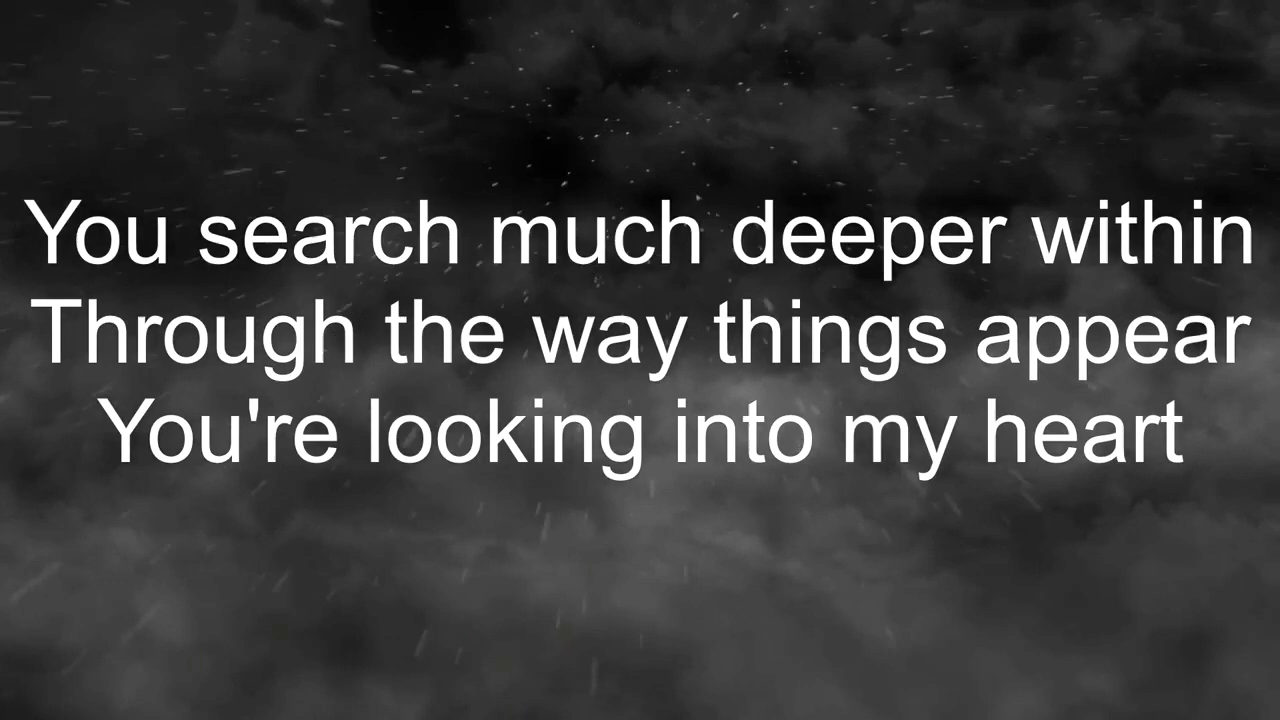 You search much deeper within
Through the way things appear
You're looking into my heart